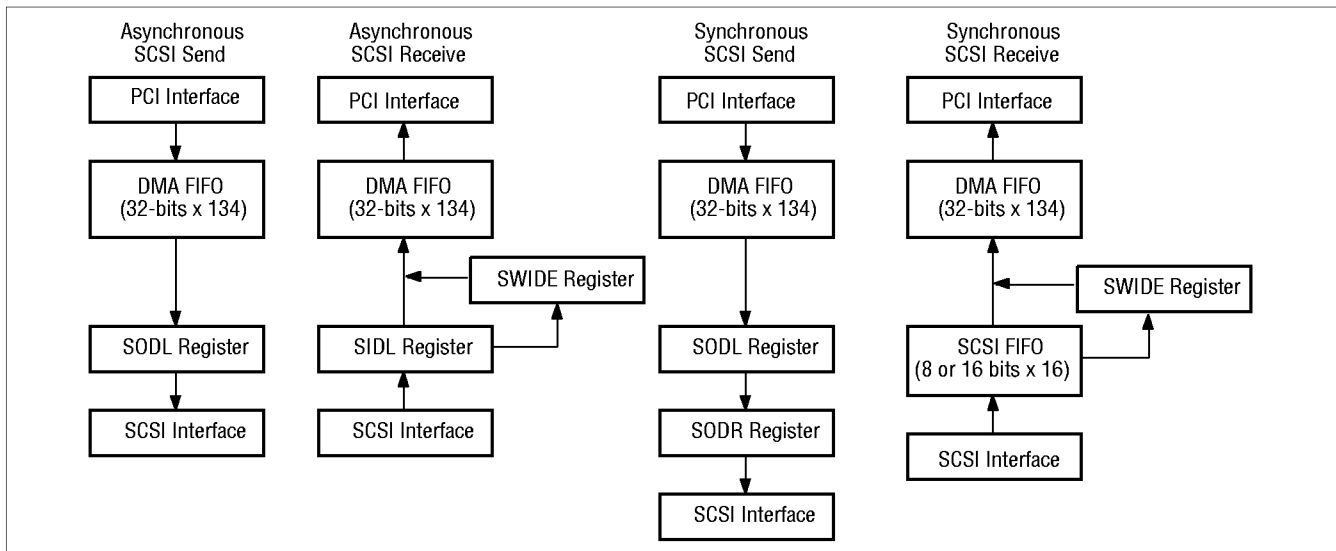 Asynchronous
SCSI Send
PCI Interface
DMA FIFO
(32-bits x 134)
SODL Register
SCSI Interface
Asynchronous
SCSI Receive
PCI Interface
DMA FIFO
(32-bits x 134)
SWIDE Register
SIDL Register
SCSI Interface
Synchronous
SCSI Send
PCI Interface
DMA FIFO
(32-bits x 134)
SODL Register
SODR Register
SCSI Interface
Synchronous
SCSI Receive
PCI Interface
DMA FIFO
(32-bits x 134)
SWIDE Register
SCSI FIFO
(8 or 16 bits x 16)
SCSI Interface